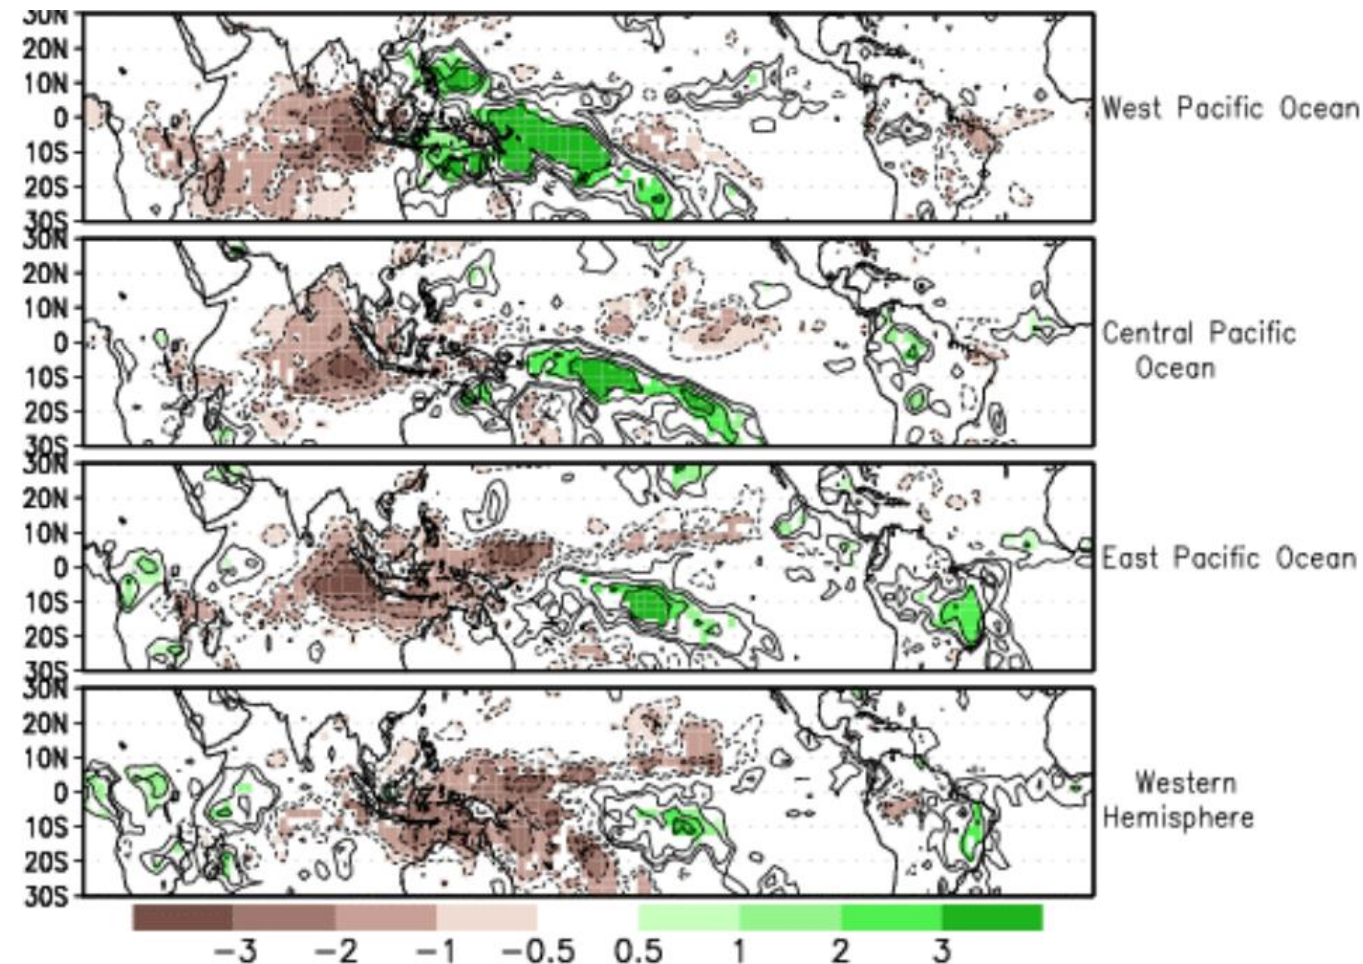 30N
20N
10N
0
10S
20S
30S
West Pacific Ocean
30N
20N
10N
0
10S
20S
30S
Central Pacific
Ocean
30N
20N
10N
0
10S
20S
30S
East Pacific Ocean
30N
20N
10N
0
10S
20S
30S
Western
Hemisphere
-3 -2 -1 -0.5 0.5 1 2 3